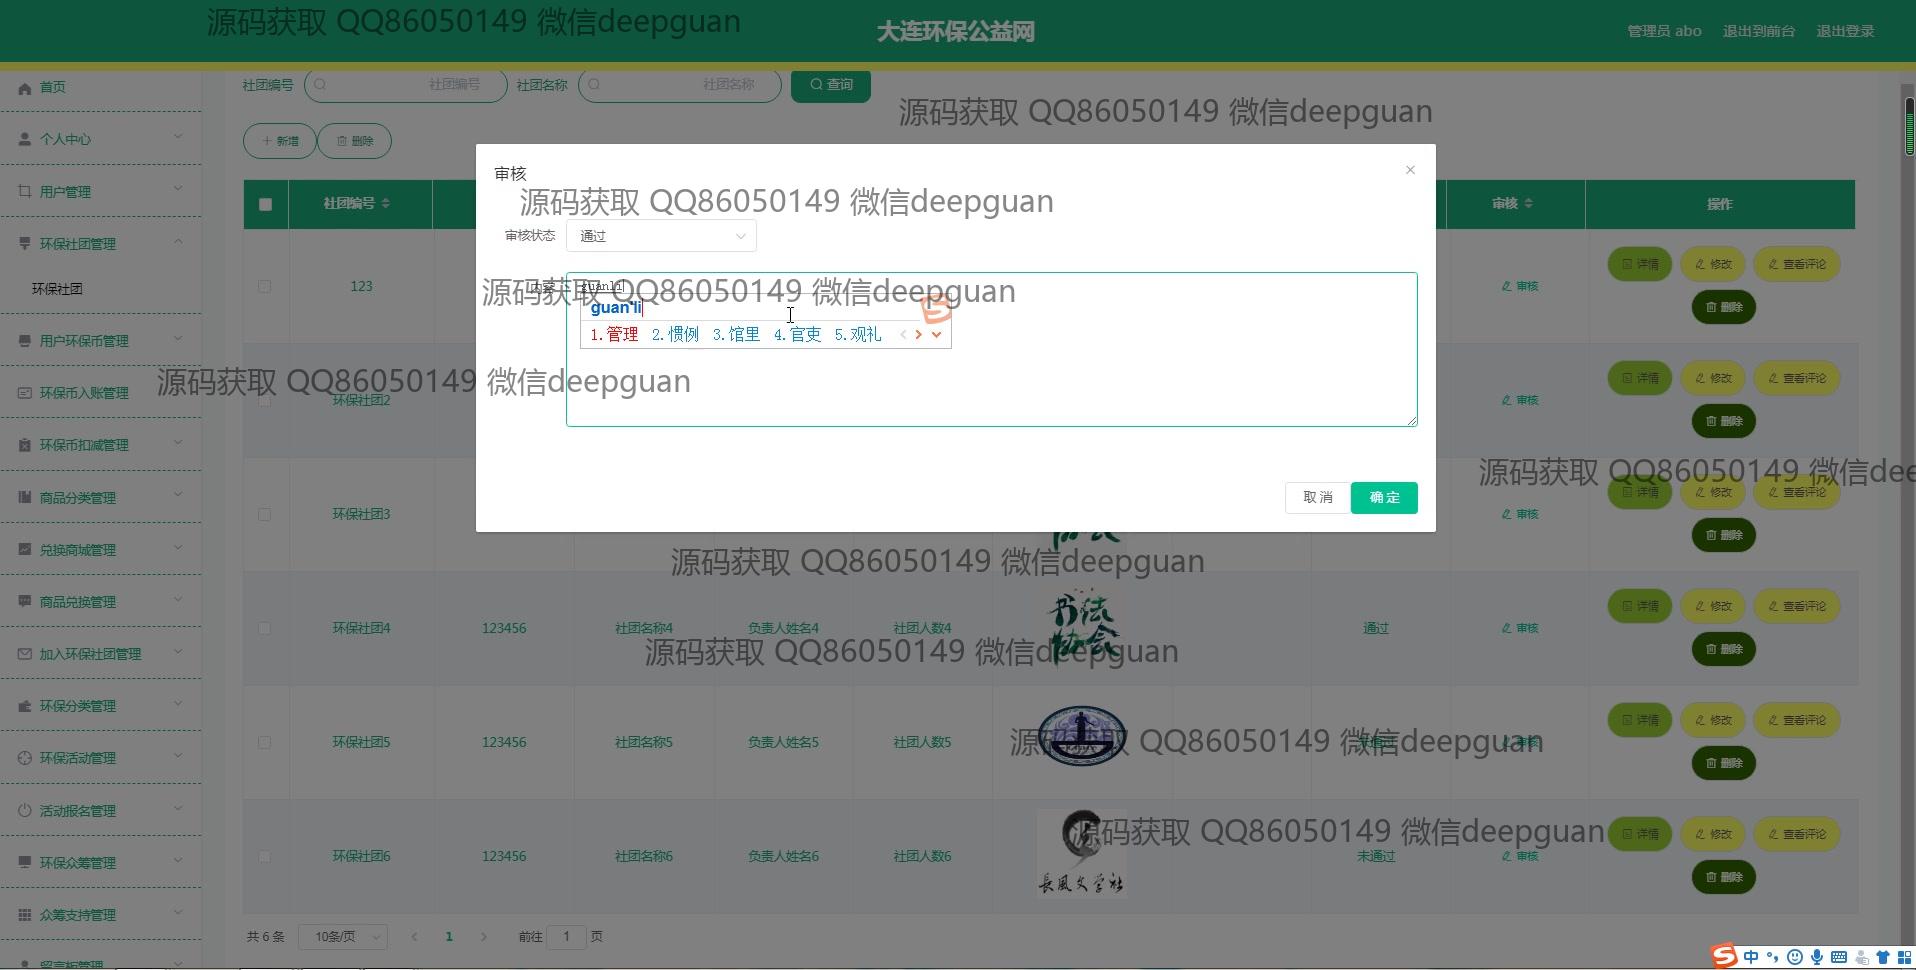 源码获取 QQ86050149 微信deepguan
大连环保公益网
管理员 abo 退出到前台 退出登录
首页
个人中心
用户管理
环保社团管理
环保社团
用户环保币管理
环保币入账管理
环保币扣减管理
商品分类管理
兑换商城管理
商品兑换管理
加入环保社团管理
环保分类管理
环保活动管理
活动报名管理
环保众筹管理
众筹支持管理
留言板管理
社团编号 社团编号 社团名称 社团名称 查询
源码获取 QQ86050149 微信deepguan
新增 删除
社团编号 审核 操作
审核
源码获取 QQ86050149 微信deepguan
审核状态 通过
内容 guanli
源码获取 QQ86050149 微信deepguan
guan'li
1.管理 2.惯例 3.馆里 4.官吏 5.观礼
取消 确定
123 审核 详情 修改 查看评论
删除
源码获取 QQ86050149 微信deepguan
环保社团2 审核 详情 修改 查看评论
删除
源码获取 QQ86050149 微信dee
环保社团3 审核 详情 修改 查看评论
删除
协会
源码获取 QQ86050149 微信deepguan
环保社团4 123456 社团名称4 负责人姓名4 社团人数4 书法协会 通过 审核 详情 修改 查看评论
删除
源码获取 QQ86050149 微信deepguan
环保社团5 123456 社团名称5 负责人姓名5 社团人数5 审核 详情 修改 查看评论
删除
源码获取 QQ86050149 微信deepguan
环保社团6 123456 社团名称6 负责人姓名6 社团人数6 長風文学社 未通过 审核 详情 修改 查看评论
删除
源码获取 QQ86050149 微信deepguan
共 6 条 10条/页 1 前往 1 页
中